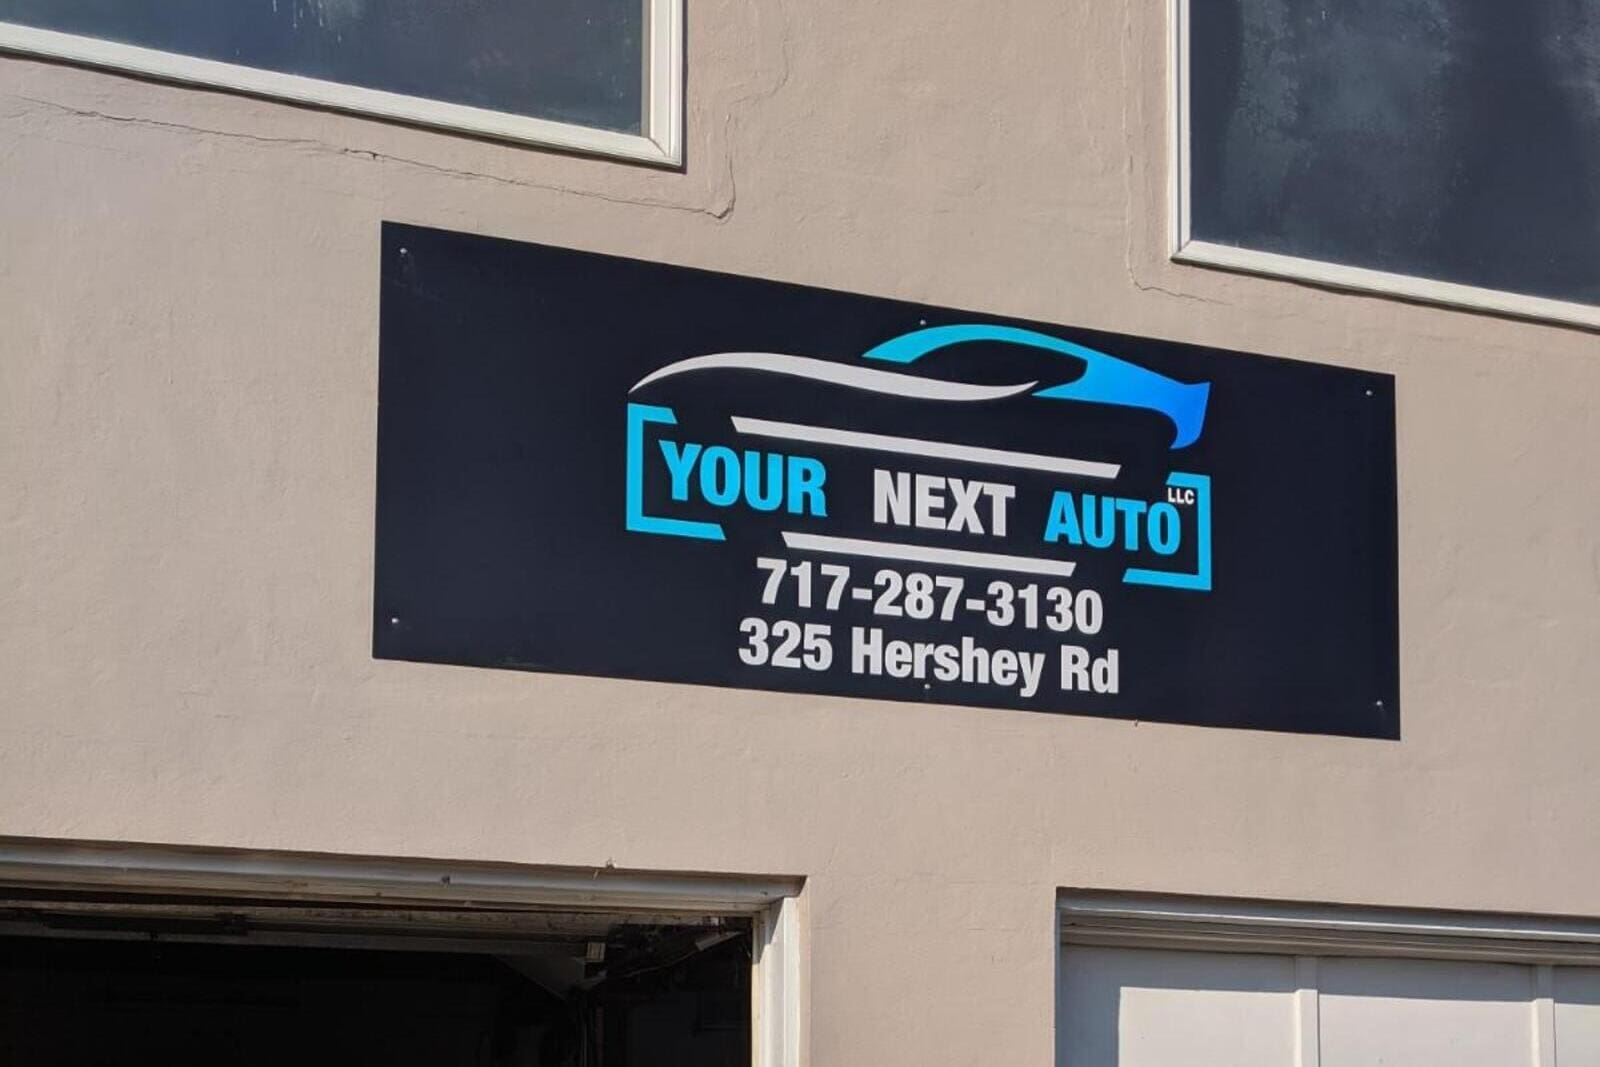 YOUR NEXT AUTO LLC
717-287-3130
325 Hershey Rd